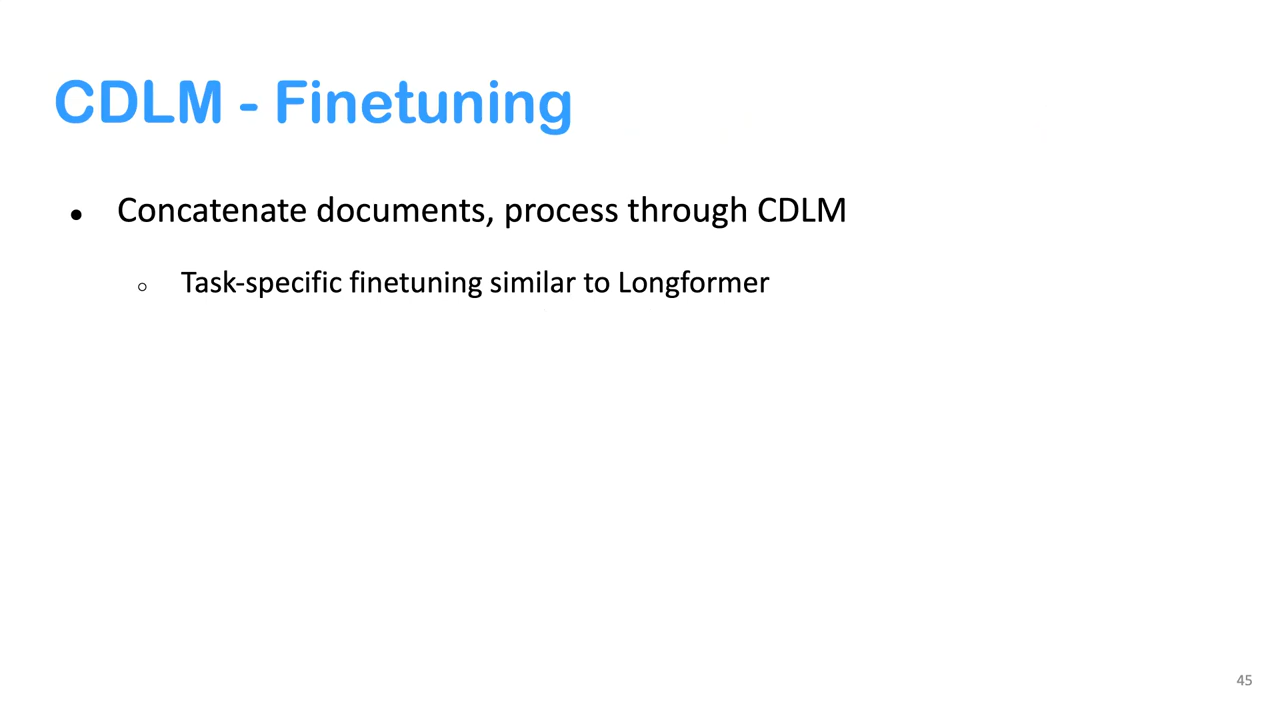 CDLM - Finetuning
● Concatenate documents, process through CDLM
○ Task-specific finetuning similar to Longformer
45